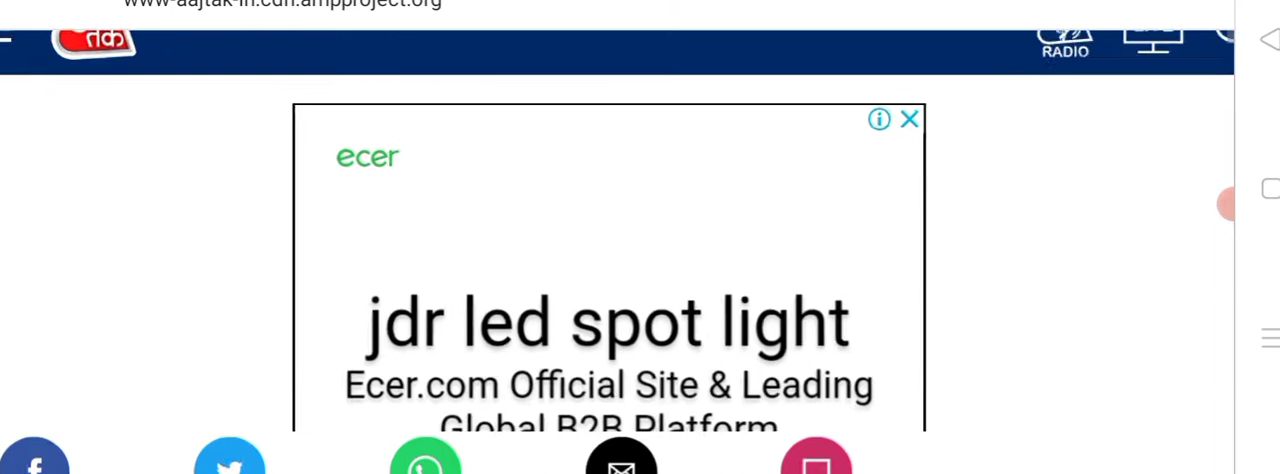 www-aajtak-in.cdn.ampproject.org
तक
RADIO
ecer
jdr led spot light
Ecer.com Official Site & Leading
Global B2B Platform